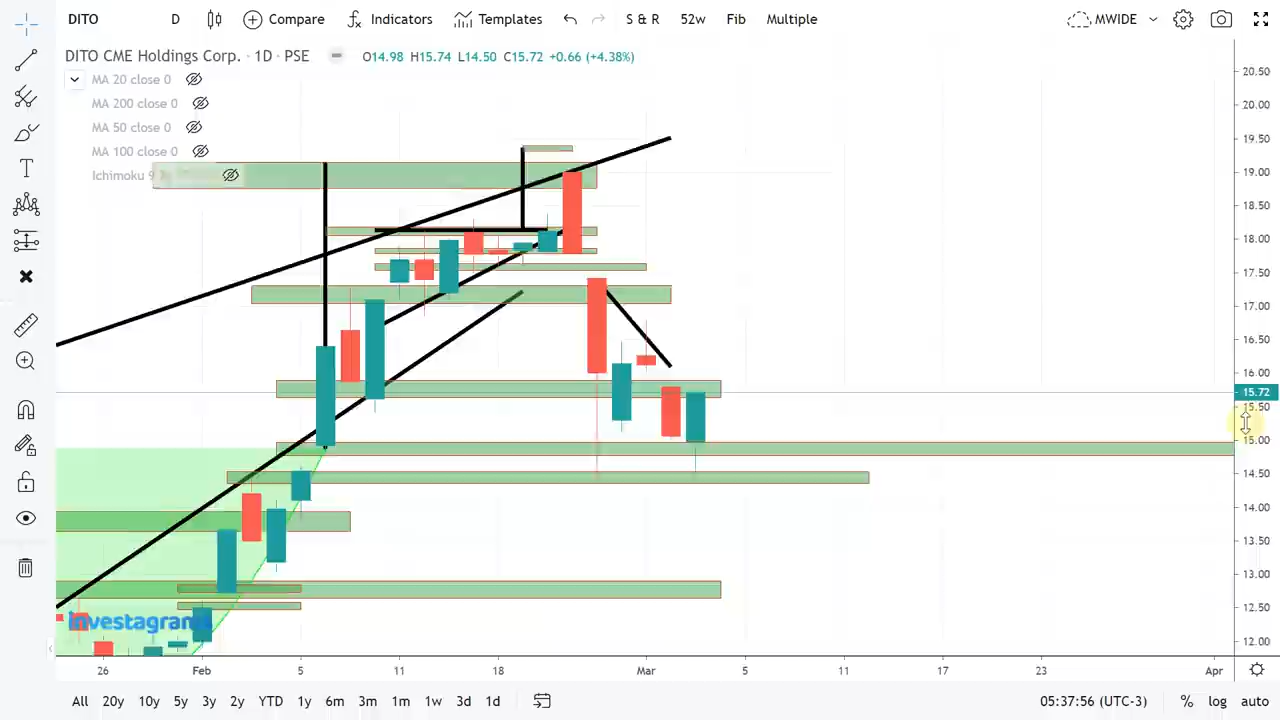 DITO D Compare Indicators Templates S & R 52w Fib Multiple MWIDE
DITO CME Holdings Corp. · 1D · PSE O14.98 H15.74 L14.50 C15.72 +0.66 (+4.38%)
MA 20 close 0
MA 200 close 0
MA 50 close 0
MA 100 close 0
Ichimoku 9
20.50
20.00
19.50
19.00
18.50
18.00
17.50
17.00
16.50
16.00
15.72
15.50
15.00
14.50
14.00
13.50
13.00
12.50
12.00
investagrams
26 Feb 5 11 18 Mar 5 11 17 23 Apr
All 20y 10y 5y 3y 2y YTD 1y 6m 3m 1m 1w 3d 1d 05:37:56 (UTC-3) % log auto